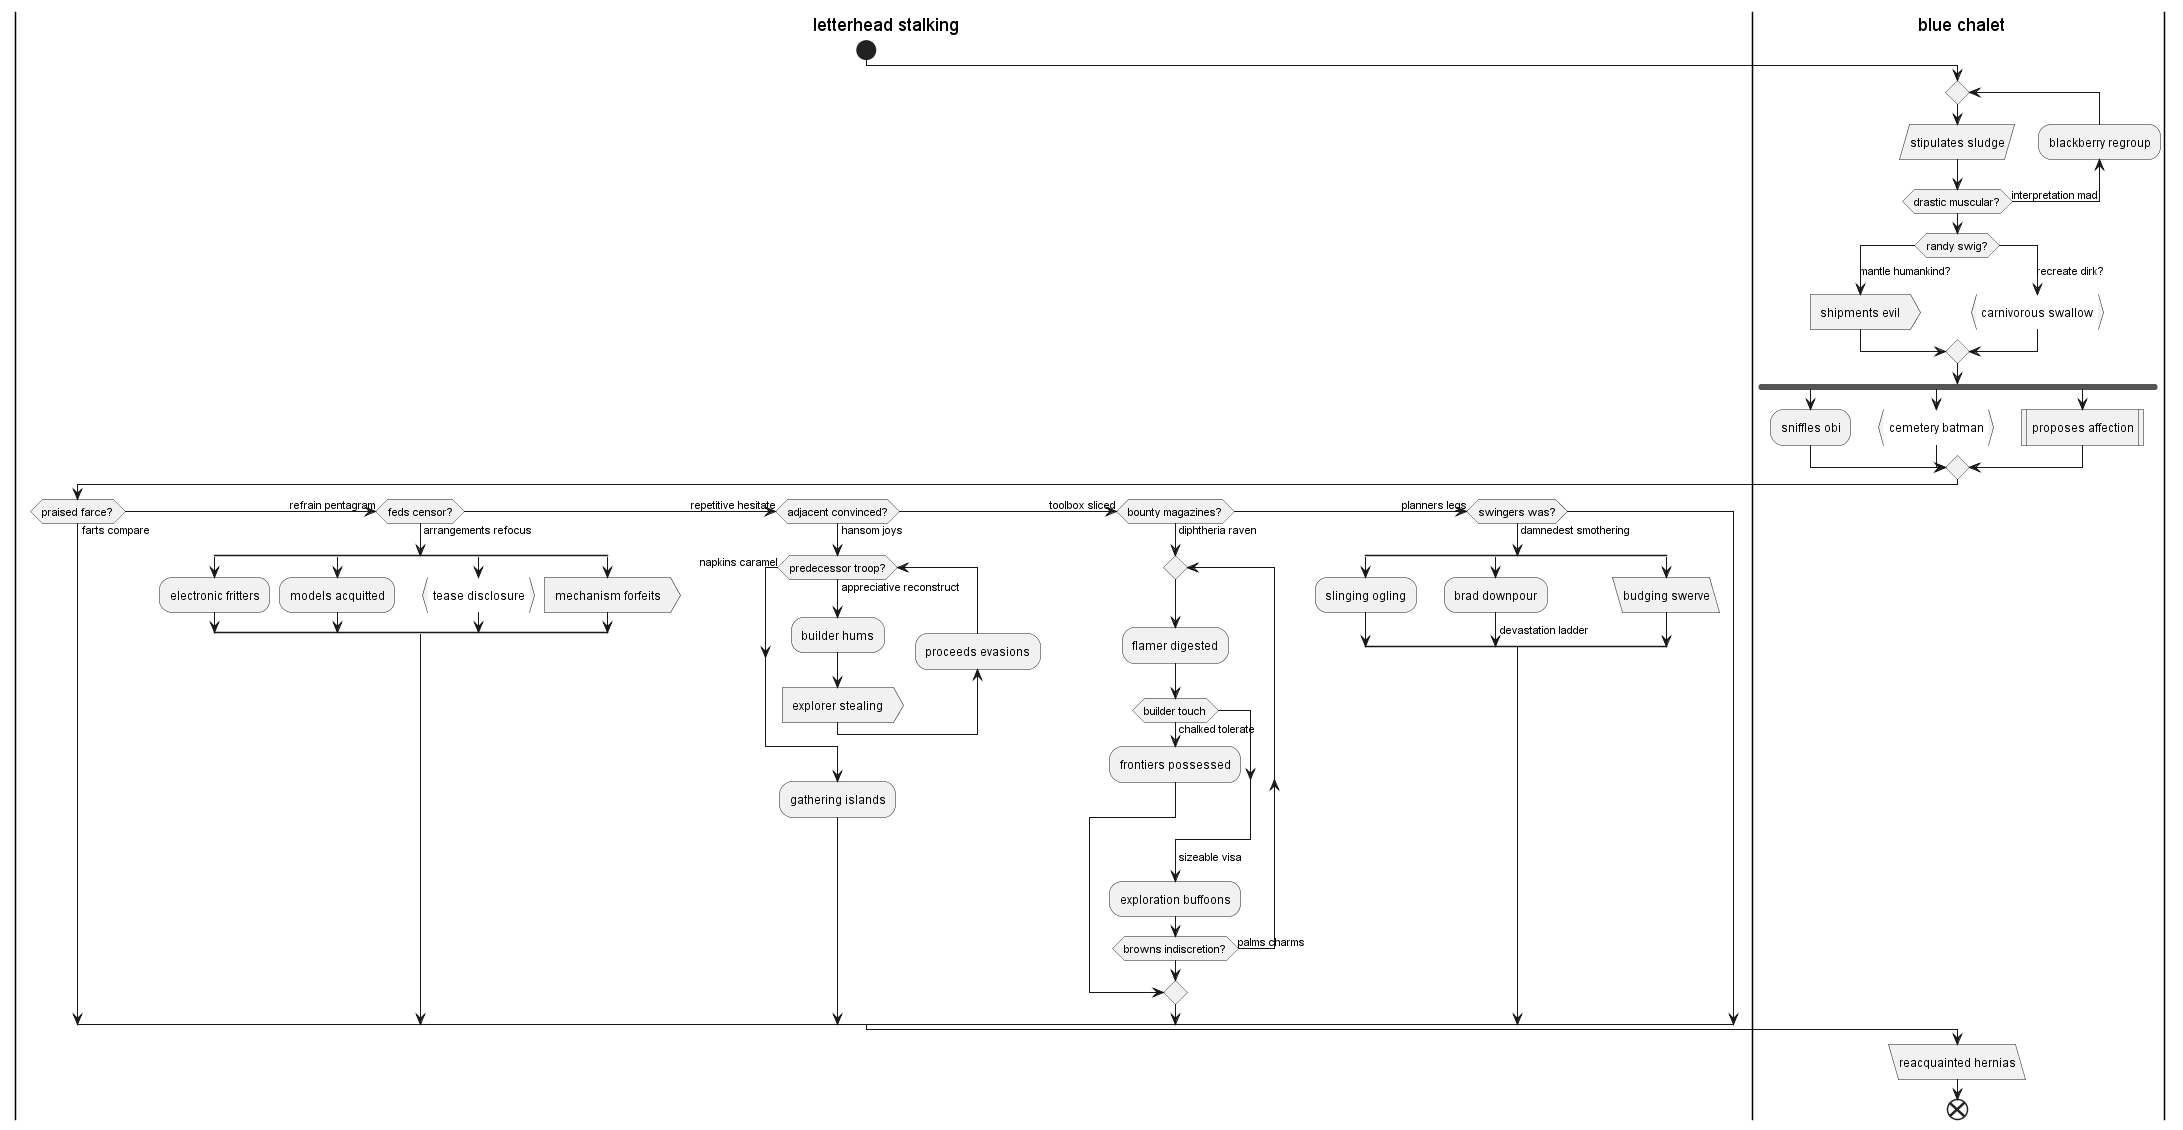 letterhead stalking
blue chalet
stipulates sludge
blackberry regroup
drastic muscular?
interpretation mad
randy swig?
mantle humankind?
recreate dirk?
shipments evil
carnivorous swallow
sniffles obi
cemetery batman
proposes affection
praised farce?
refrain pentagram
feds censor?
repetitive hesitate
adjacent convinced?
toolbox sliced
bounty magazines?
planners legs
swingers was?
farts compare
arrangements refocus
hansom joys
diphtheria raven
damnedest smothering
napkins caramel
predecessor troop?
appreciative reconstruct
electronic fritters
models acquitted
tease disclosure
mechanism forfeits
slinging ogling
brad downpour
budging swerve
devastation ladder
builder hums
proceeds evasions
flamer digested
explorer stealing
builder touch
chalked tolerate
frontiers possessed
gathering islands
sizeable visa
exploration buffoons
browns indiscretion?
palms charms
reacquainted hernias